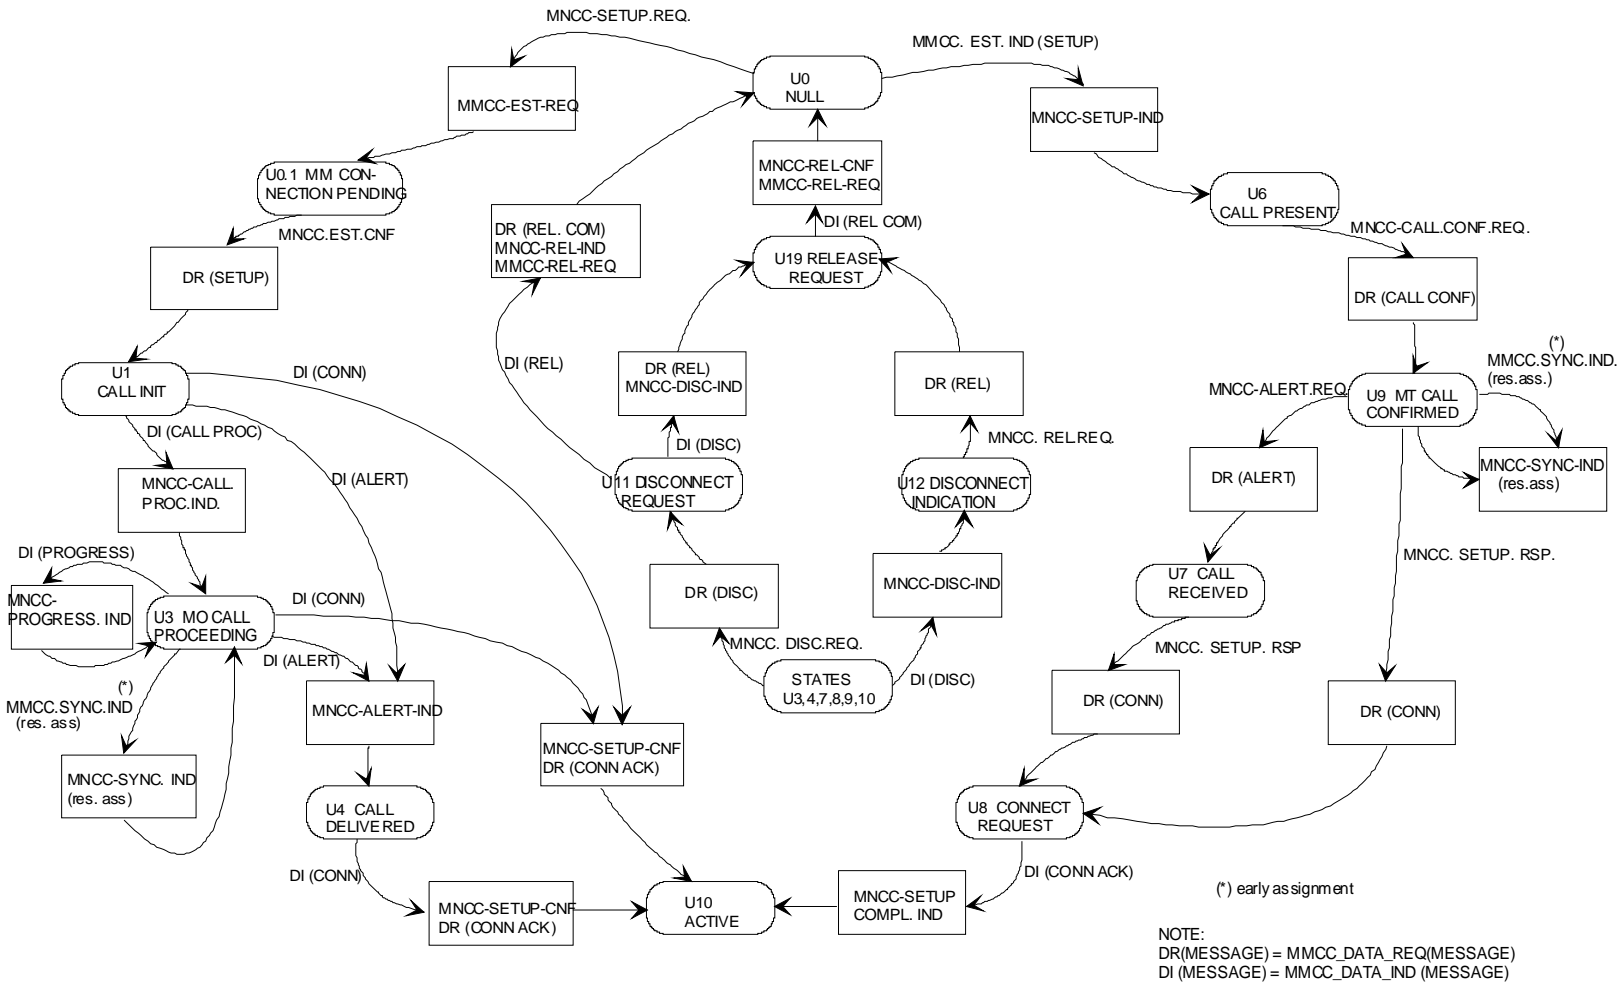 MNCC-SETUP.REQ.
MMCC. EST. IND (SETUP)
U0
NULL
MMCC-EST-REQ
MNCC-SETUP-IND
MNCC-REL-CNF
MMCC-REL-REQ
U0.1 MM CON-
NECTION PENDING
U6
CALL PRESENT
MNCC.EST.CNF
DR (REL. COM)
MNCC-REL-IND
MMCC-REL-REQ
DI (REL COM)
MNCC-CALL.CONF.REQ.
DR (SETUP)
U19 RELEASE
REQUEST
DR (CALL CONF)
(*)
MMCC.SYNC.IND.
(res.ass.)
U1
CALL INIT
DI (CONN)
DI (REL)
DR (REL)
MNCC-DISC-IND
DR (REL)
MNCC-ALERT.REQ.
U9 MT CALL
CONFIRMED
DI (CALL PROC)
DI (DISC)
MNCC. REL.REQ.
MNCC-CALL.
PROC.IND.
DI (ALERT)
U11 DISCONNECT
REQUEST
U12 DISCONNECT
INDICATION
DR (ALERT)
MNCC-SYNC-IND
(res.ass)
DI (PROGRESS)
MNCC. SETUP. RSP.
MNCC-
PROGRESS. IND
U3 MO CALL
PROCEEDING
DI (CONN)
DR (DISC)
MNCC-DISC-IND
U7 CALL
RECEIVED
DI (ALERT)
MNCC. DISC.REQ.
MNCC. SETUP. RSP
(*)
MMCC.SYNC.IND
(res. ass)
MNCC-ALERT-IND
STATES
U3,4,7,8,9,10
DI (DISC)
DR (CONN)
DR (CONN)
MNCC-SYNC. IND
(res. ass)
MNCC-SETUP-CNF
DR (CONN ACK)
U4 CALL
DELIVERED
U8 CONNECT
REQUEST
DI (CONN)
DI (CONN ACK)
MNCC-SETUP-CNF
DR (CONN ACK)
U10
ACTIVE
MNCC-SETUP
COMPL. IND
(*) early assignment
NOTE:
DR(MESSAGE) = MMCC_DATA_REQ(MESSAGE)
DI (MESSAGE) = MMCC_DATA_IND (MESSAGE)